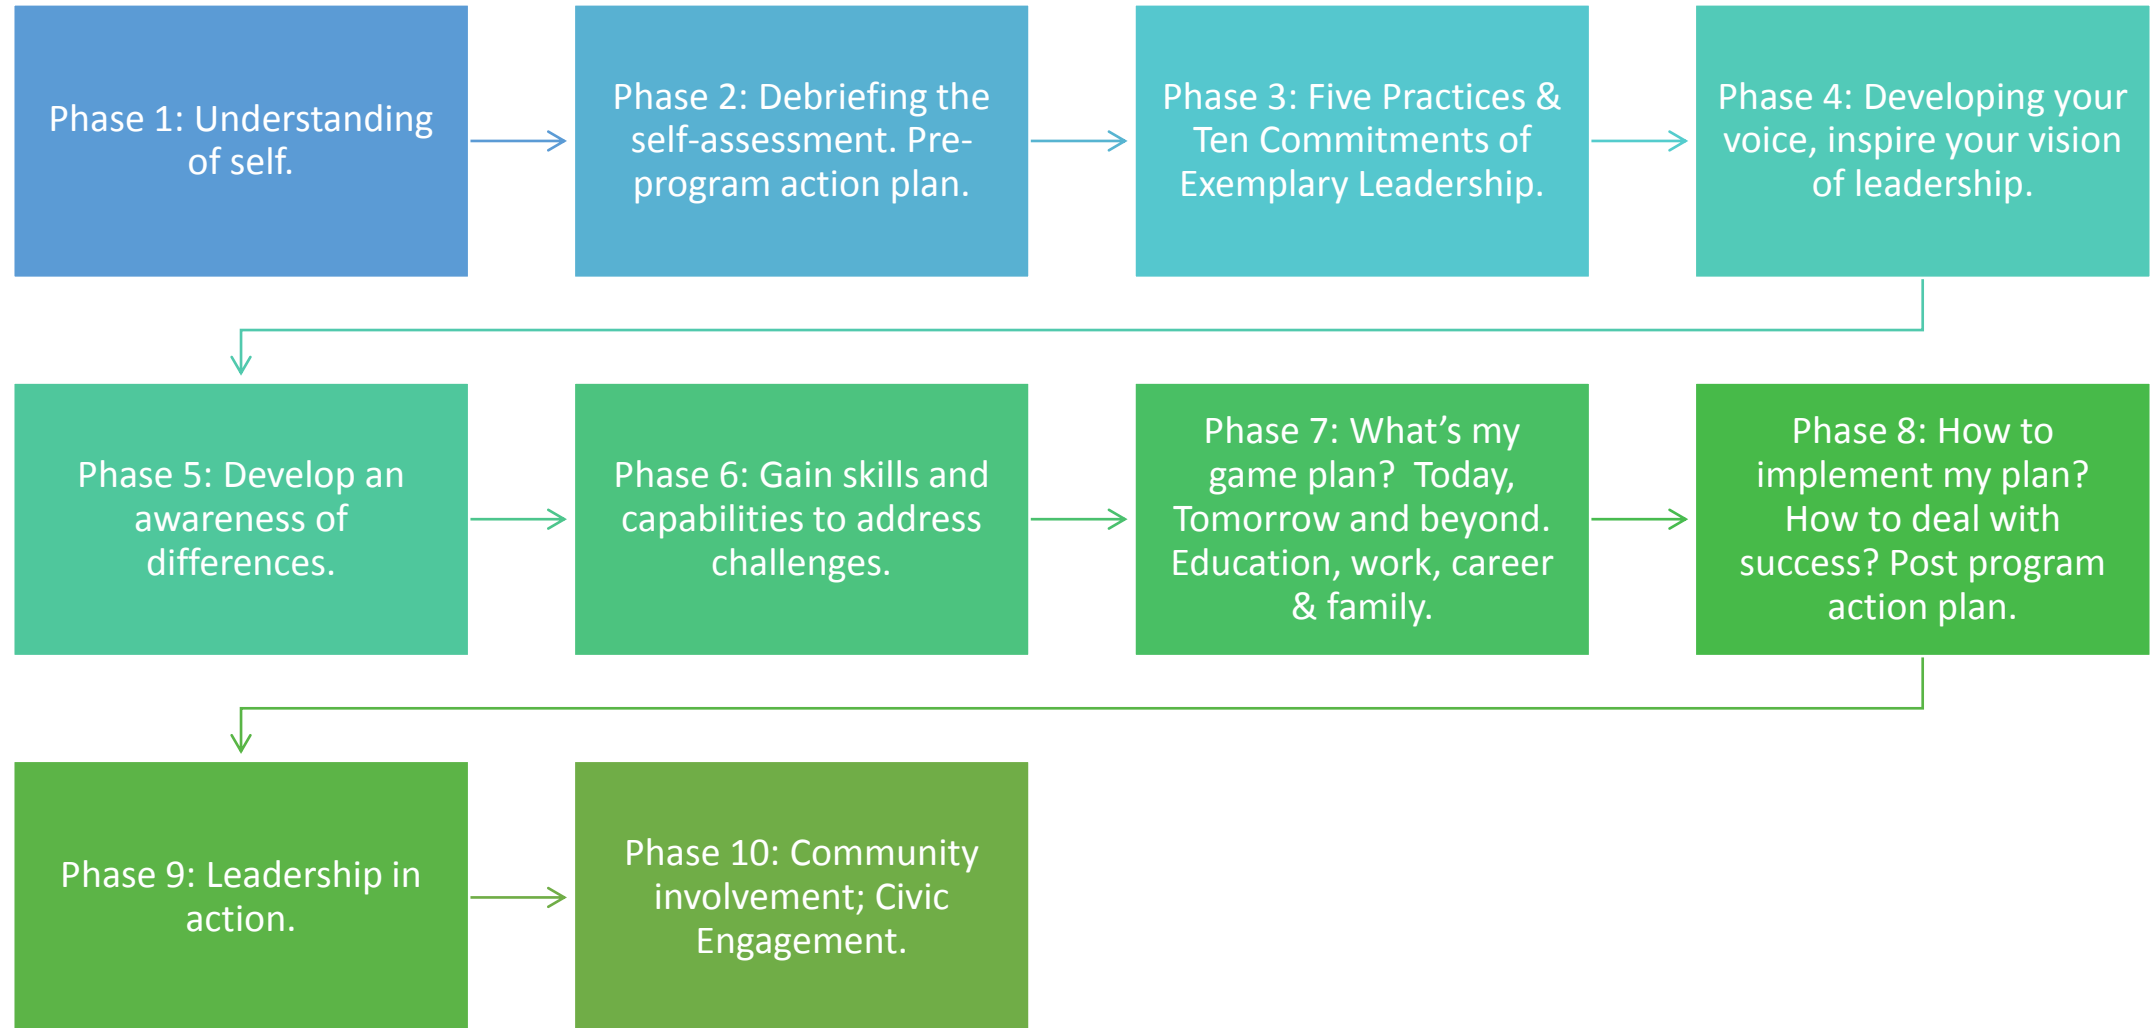 Phase 1: Understanding
of self.
Phase 2: Debriefing the
self-assessment. Pre-
program action plan.
Phase 3: Five Practices &
Ten Commitments of
Exemplary Leadership.
Phase 4: Developing your
voice, inspire your vision
of leadership.
Phase 5: Develop an
awareness of
differences.
Phase 6: Gain skills and
capabilities to address
challenges.
Phase 7: What’s my
game plan?  Today,
Tomorrow and beyond.
Education, work, career
& family.
Phase 8: How to
implement my plan?
How to deal with
success? Post program
action plan.
Phase 9: Leadership in
action.
Phase 10: Community
involvement; Civic
Engagement.